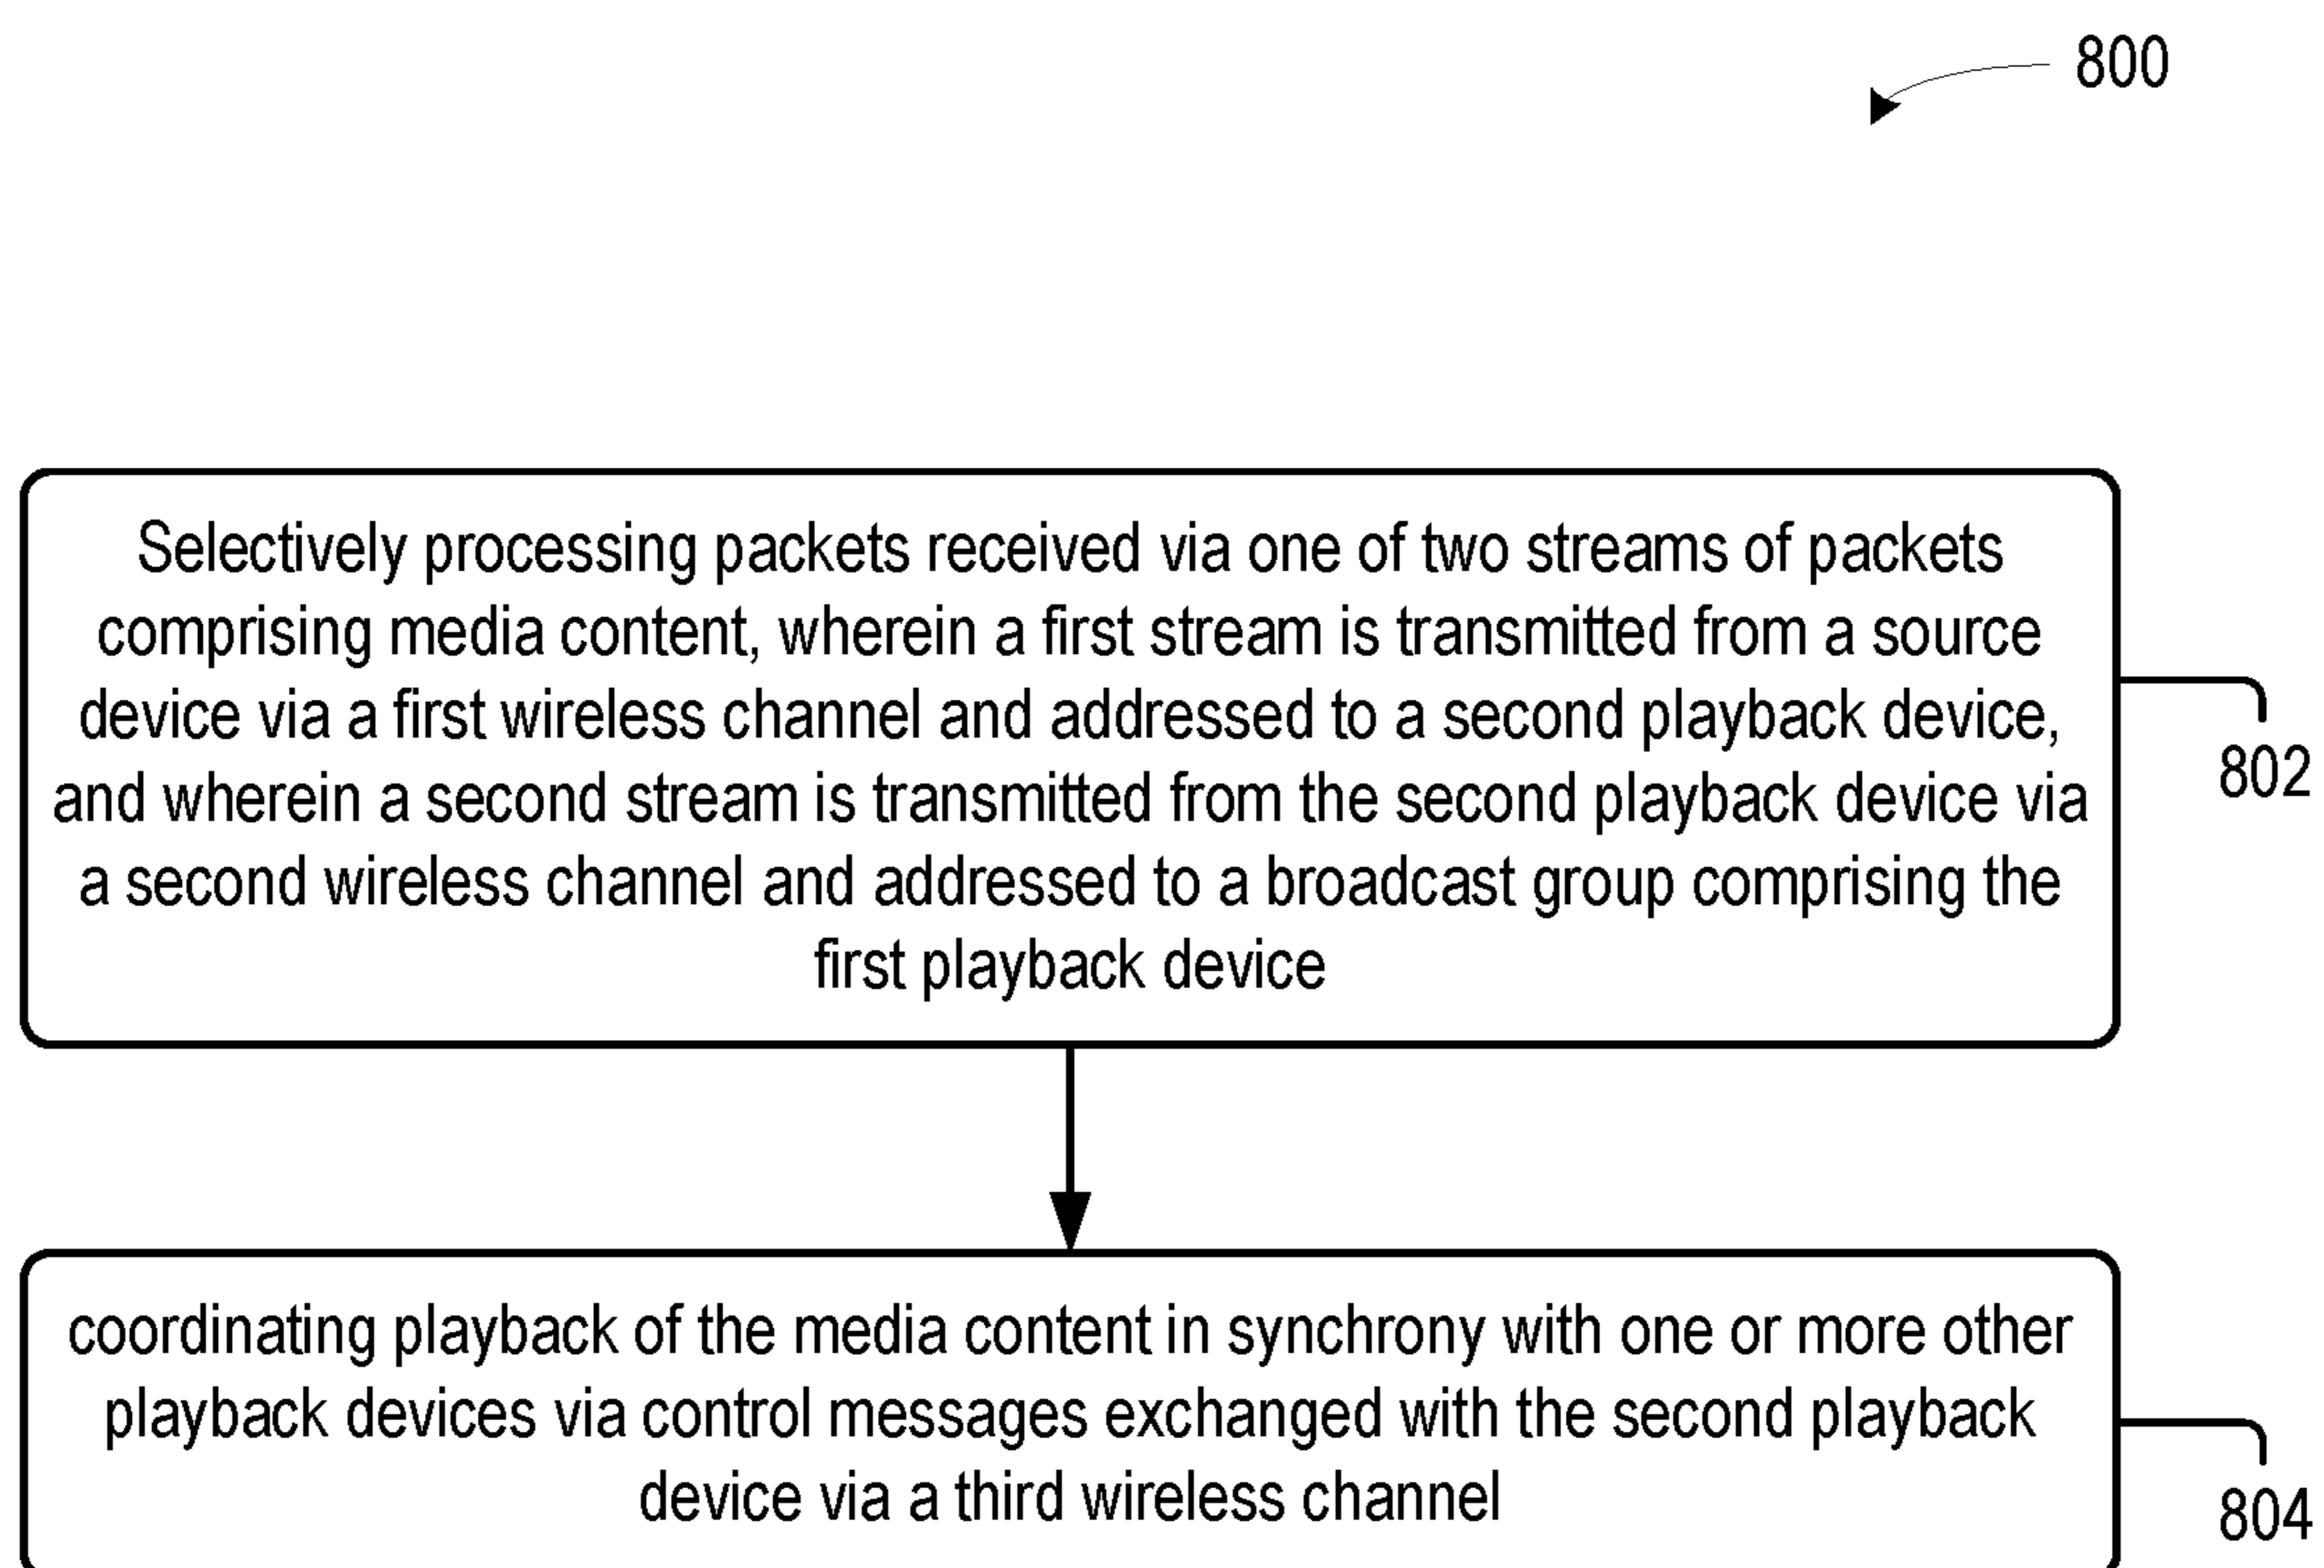 800
Selectively processing packets received via one of two streams of packets
comprising media content, wherein a first stream is transmitted from a source
device via a first wireless channel and addressed to a second playback device,
and wherein a second stream is transmitted from the second playback device via
a second wireless channel and addressed to a broadcast group comprising the
first playback device
802
coordinating playback of the media content in synchrony with one or more other
playback devices via control messages exchanged with the second playback
device via a third wireless channel
804